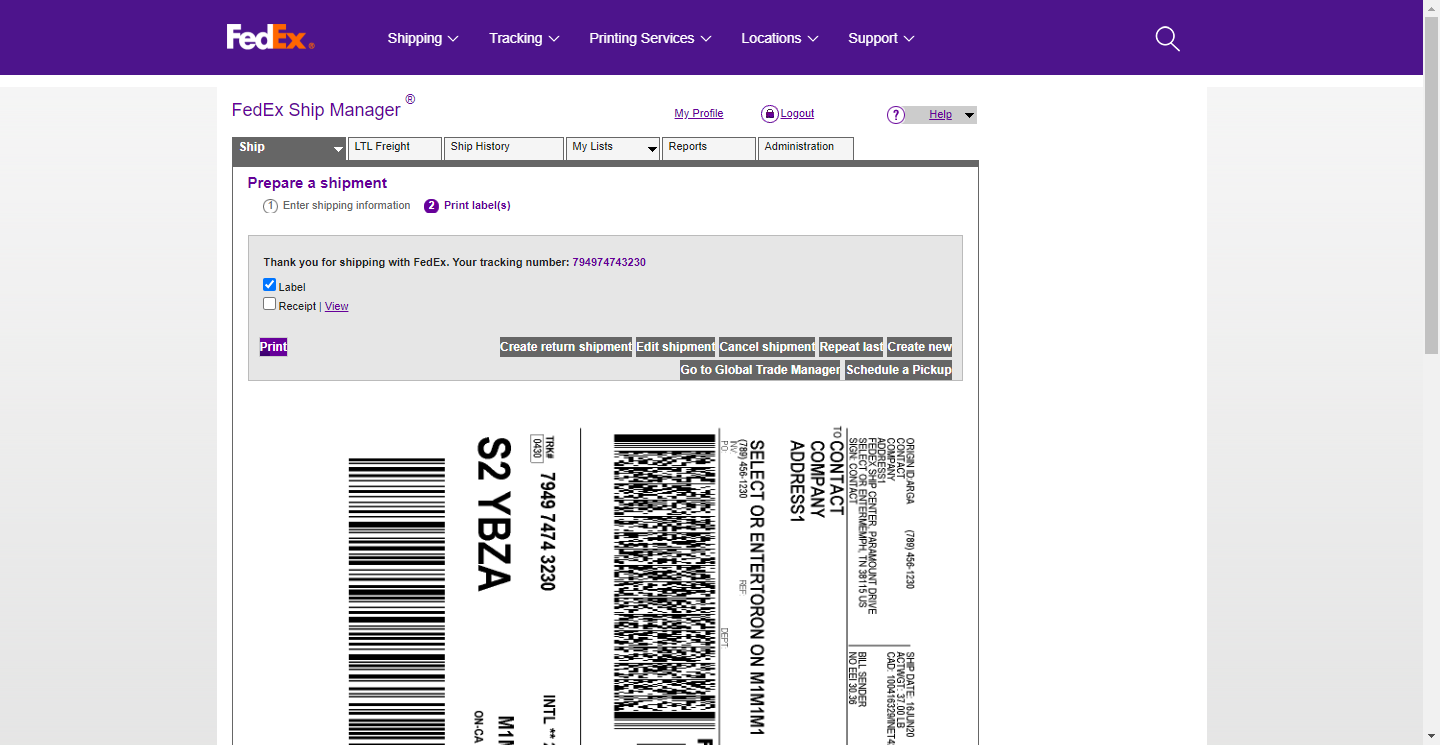 FedEx®
Shipping
Tracking
Printing Services
Locations
Support
FedEx Ship Manager ®
My Profile
Logout
? Help
Ship
LTL Freight
Ship History
My Lists
Reports
Administration
Prepare a shipment
1 Enter shipping information
2 Print label(s)
Thank you for shipping with FedEx. Your tracking number: 794974743230
Label
Receipt | View
Print
Create return shipment
Edit shipment
Cancel shipment
Repeat last
Create new
Go to Global Trade Manager
Schedule a Pickup
ORIGIN ID:ARGA (789) 456-1230
CONTACT
COMPANY
ADDRESS1
FEDEX SHIP CENTER, PARAMOUNT DRIVE
SELECT OR ENTERMEMPH, TN 38115 US
SIGN: CONTACT
SHIP DATE: 16JUN20
ACTWGT: 37.00 LB
CAD: 100416329/INET4
BILL SENDER
NO EEI 30.36
TO CONTACT
COMPANY
ADDRESS1
SELECT OR ENTERTORON ON M1M1M1
(789) 456-1230
REF:
INV:
PO:
DEPT:
TRK#
0430
7949 7474 3230
INTL **
S2 YBZA
ON-CA